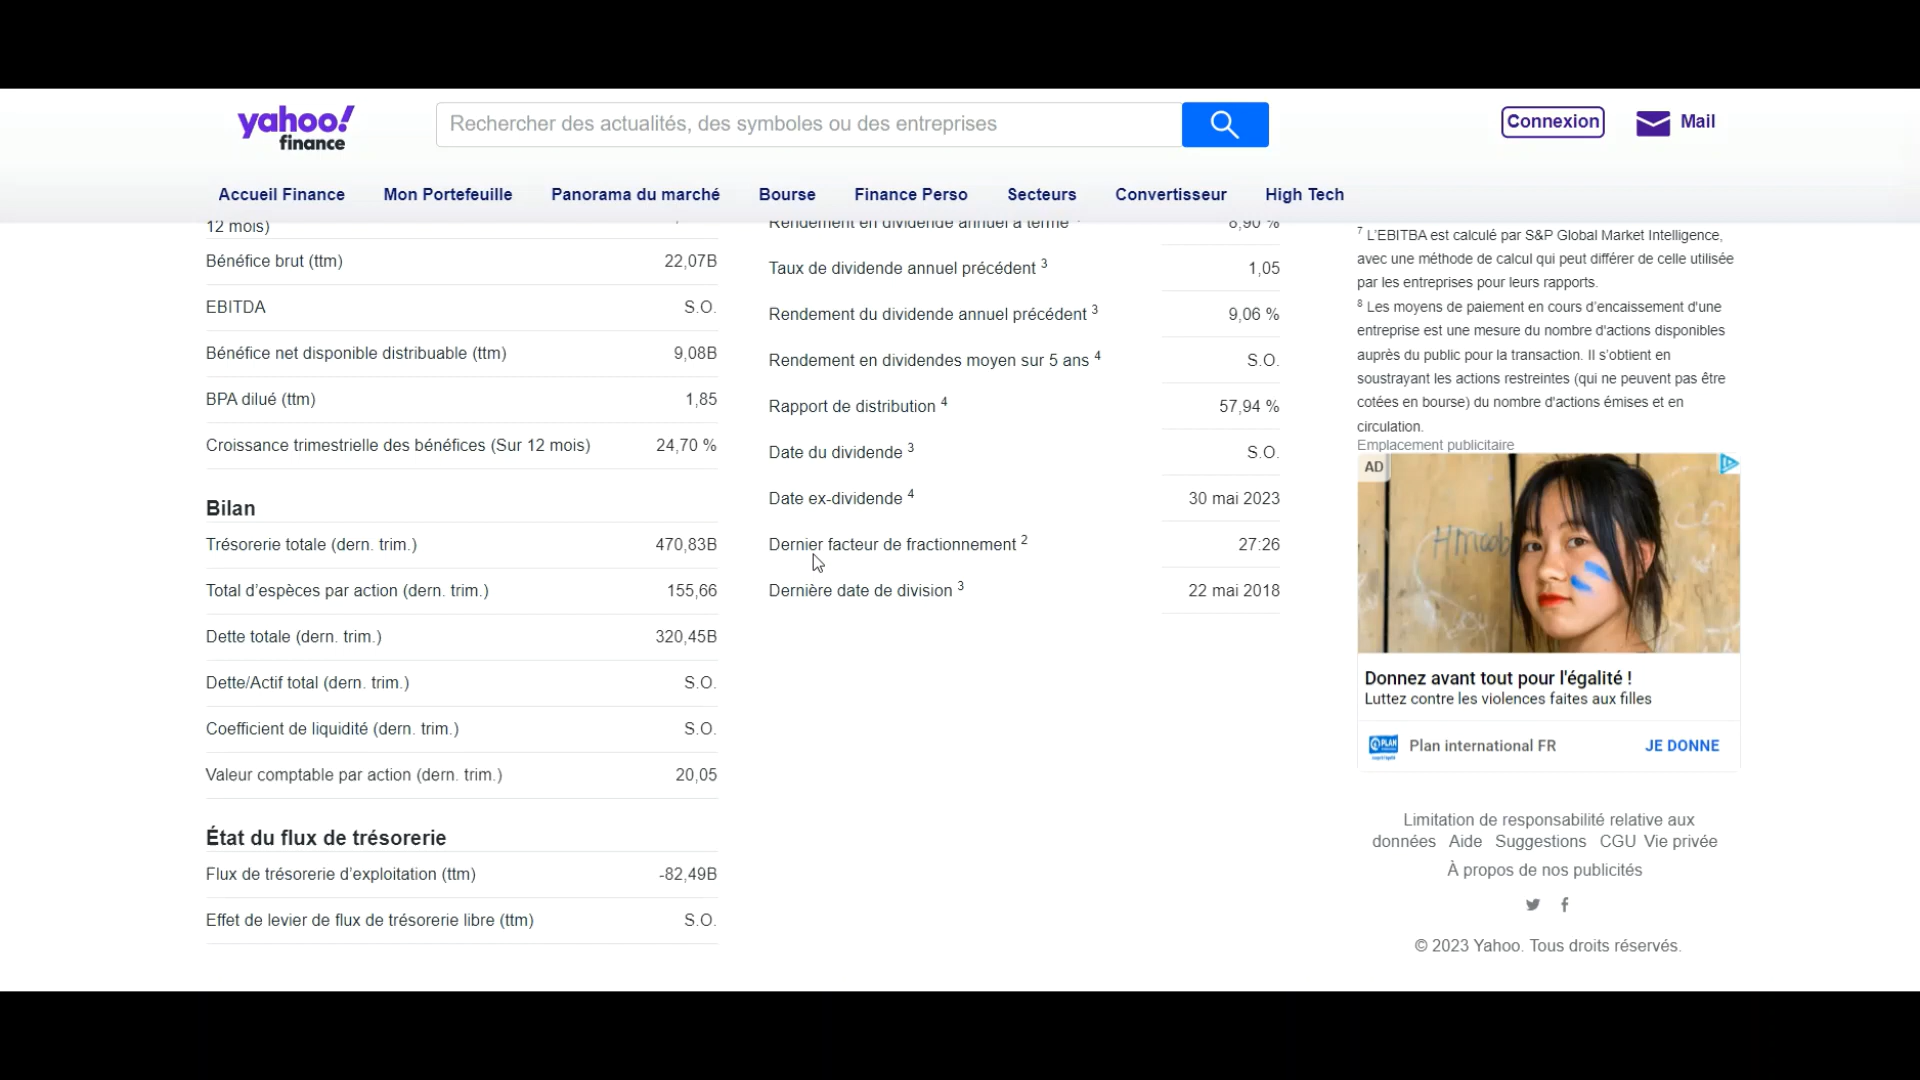 yahoo!
finance
Rechercher des actualités, des symboles ou des entreprises
Connexion
Mail
Accueil Finance
Mon Portefeuille
Panorama du marché
Bourse
Finance Perso
Secteurs
Convertisseur
High Tech
12 mois)
Bénéfice brut (ttm) 22,07B
EBITDA S.O.
Bénéfice net disponible distribuable (ttm) 9,08B
BPA dilué (ttm) 1,85
Croissance trimestrielle des bénéfices (Sur 12 mois) 24,70 %
Bilan
Trésorerie totale (dern. trim.) 470,83B
Total d'espèces par action (dern. trim.) 155,66
Dette totale (dern. trim.) 320,45B
Dette/Actif total (dern. trim.) S.O.
Coefficient de liquidité (dern. trim.) S.O.
Valeur comptable par action (dern. trim.) 20,05
État du flux de trésorerie
Flux de trésorerie d'exploitation (ttm) -82,49B
Effet de levier de flux de trésorerie libre (ttm) S.O.
Rendement en dividende annuel à terme
Taux de dividende annuel précédent 3 1,05
Rendement du dividende annuel précédent 3 9,06 %
Rendement en dividendes moyen sur 5 ans 4 S.O.
Rapport de distribution 4 57,94 %
Date du dividende 3 S.O.
Date ex-dividende 4 30 mai 2023
Dernier facteur de fractionnement 2 27:26
Dernière date de division 3 22 mai 2018
7 L'EBITBA est calculé par S&P Global Market Intelligence,
avec une méthode de calcul qui peut différer de celle utilisée
par les entreprises pour leurs rapports.
8 Les moyens de paiement en cours d'encaissement d'une
entreprise est une mesure du nombre d'actions disponibles
auprès du public pour la transaction. Il s'obtient en
soustrayant les actions restreintes (qui ne peuvent pas être
cotées en bourse) du nombre d'actions émises et en
circulation.
Emplacement publicitaire
AD
Donnez avant tout pour l'égalité !
Luttez contre les violences faites aux filles
PLAN
Plan international FR
JE DONNE
Limitation de responsabilité relative aux
données Aide Suggestions CGU Vie privée
À propos de nos publicités
© 2023 Yahoo. Tous droits réservés.